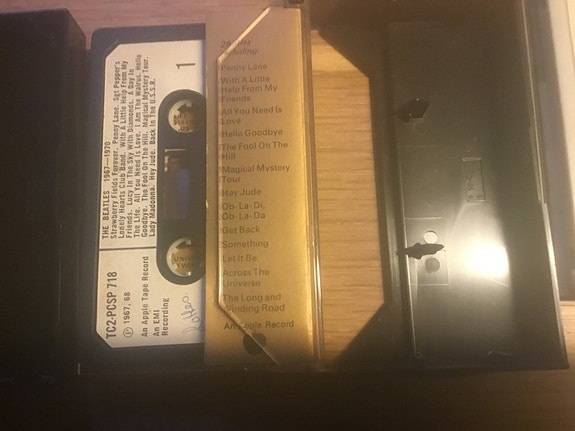 THE BEATLES 1967—1970
Strawberry Fields Forever. Penny Lane. Sgt Pepper's
Lonely Hearts Club Band. With A Little Help From My
Friends. Lucy In The Sky With Diamonds. A Day In
The Life. All You Need Is Love. I Am The Walrus. Hello
Goodbye. The Fool On The Hill. Magical Mystery Tour.
Lady Madonna. Hey Jude. Back In The U.S.S.R.
1
TC2-PCSP 718
Ⓟ 1967, 68
An Apple Tape Record
An EMI
Recording
28
including:
Penny Lane
With A Little
Help From My
Friends
All You Need Is
Love
Hello Goodbye
The Fool On The
Hill
Magical Mystery
Tour
Hey Jude
Ob-La-Di,
Ob-La-Da
Get Back
Something
Let It Be
Across The
Universe
The Long and
Winding Road
An Apple Record